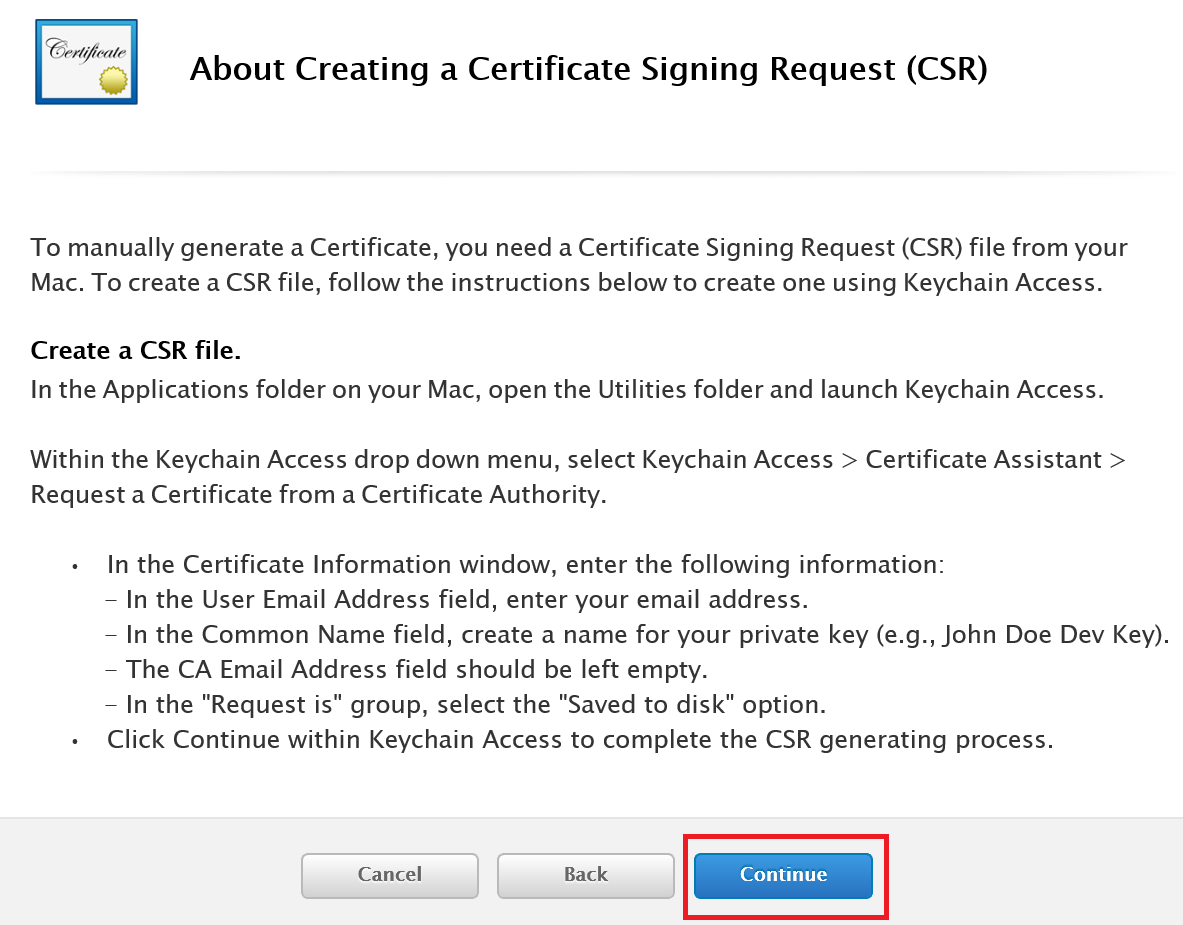 Certificate
About Creating a Certificate Signing Request (CSR)
To manually generate a Certificate, you need a Certificate Signing Request (CSR) file from your
Mac. To create a CSR file, follow the instructions below to create one using Keychain Access.
Create a CSR file.
In the Applications folder on your Mac, open the Utilities folder and launch Keychain Access.
Within the Keychain Access drop down menu, select Keychain Access > Certificate Assistant >
Request a Certificate from a Certificate Authority.
• In the Certificate Information window, enter the following information:
– In the User Email Address field, enter your email address.
– In the Common Name field, create a name for your private key (e.g., John Doe Dev Key).
– The CA Email Address field should be left empty.
– In the "Request is" group, select the "Saved to disk" option.
• Click Continue within Keychain Access to complete the CSR generating process.
Cancel Back Continue